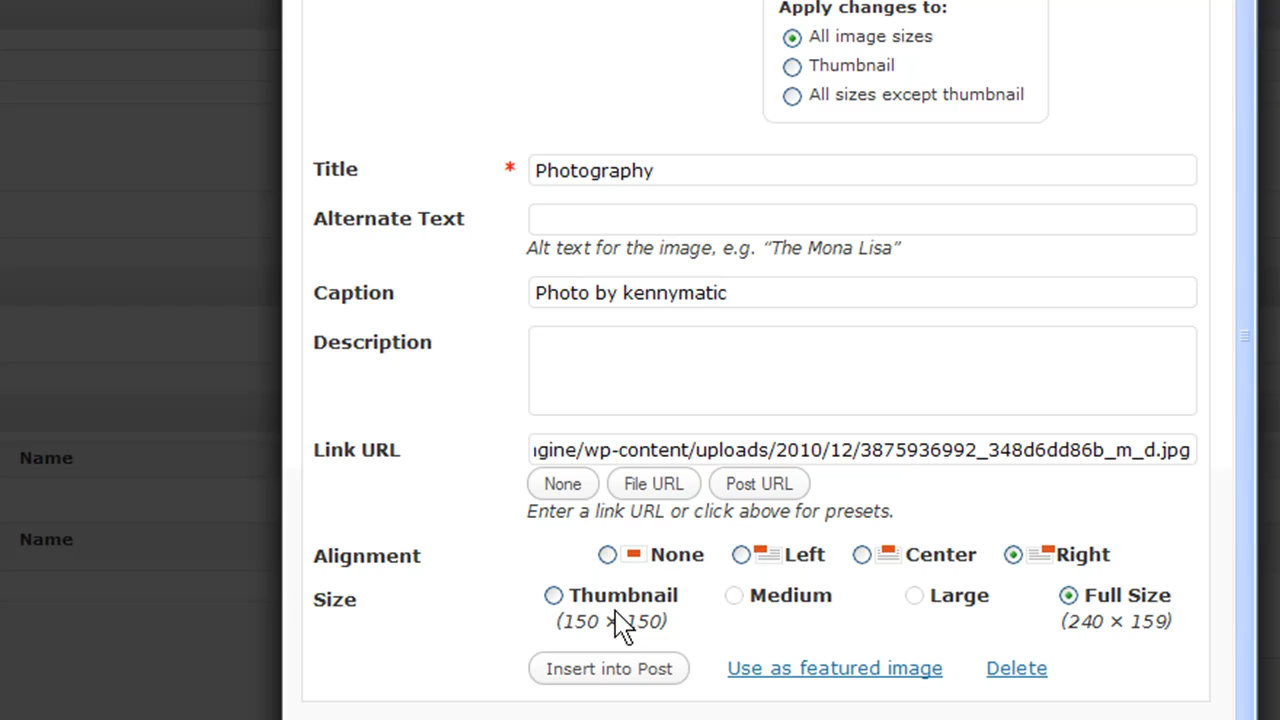 Apply changes to:
All image sizes
Thumbnail
All sizes except thumbnail
Title * Photography
Alternate Text
Alt text for the image, e.g. “The Mona Lisa”
Caption Photo by kennymatic
Description
Link URL gine/wp-content/uploads/2010/12/3875936992_348d6dd86b_m_d.jpg
None File URL Post URL
Enter a link URL or click above for presets.
Name
Name
Alignment None Left Center Right
Size Thumbnail Medium Large Full Size
(150 × 150) (240 × 159)
Insert into Post Use as featured image Delete